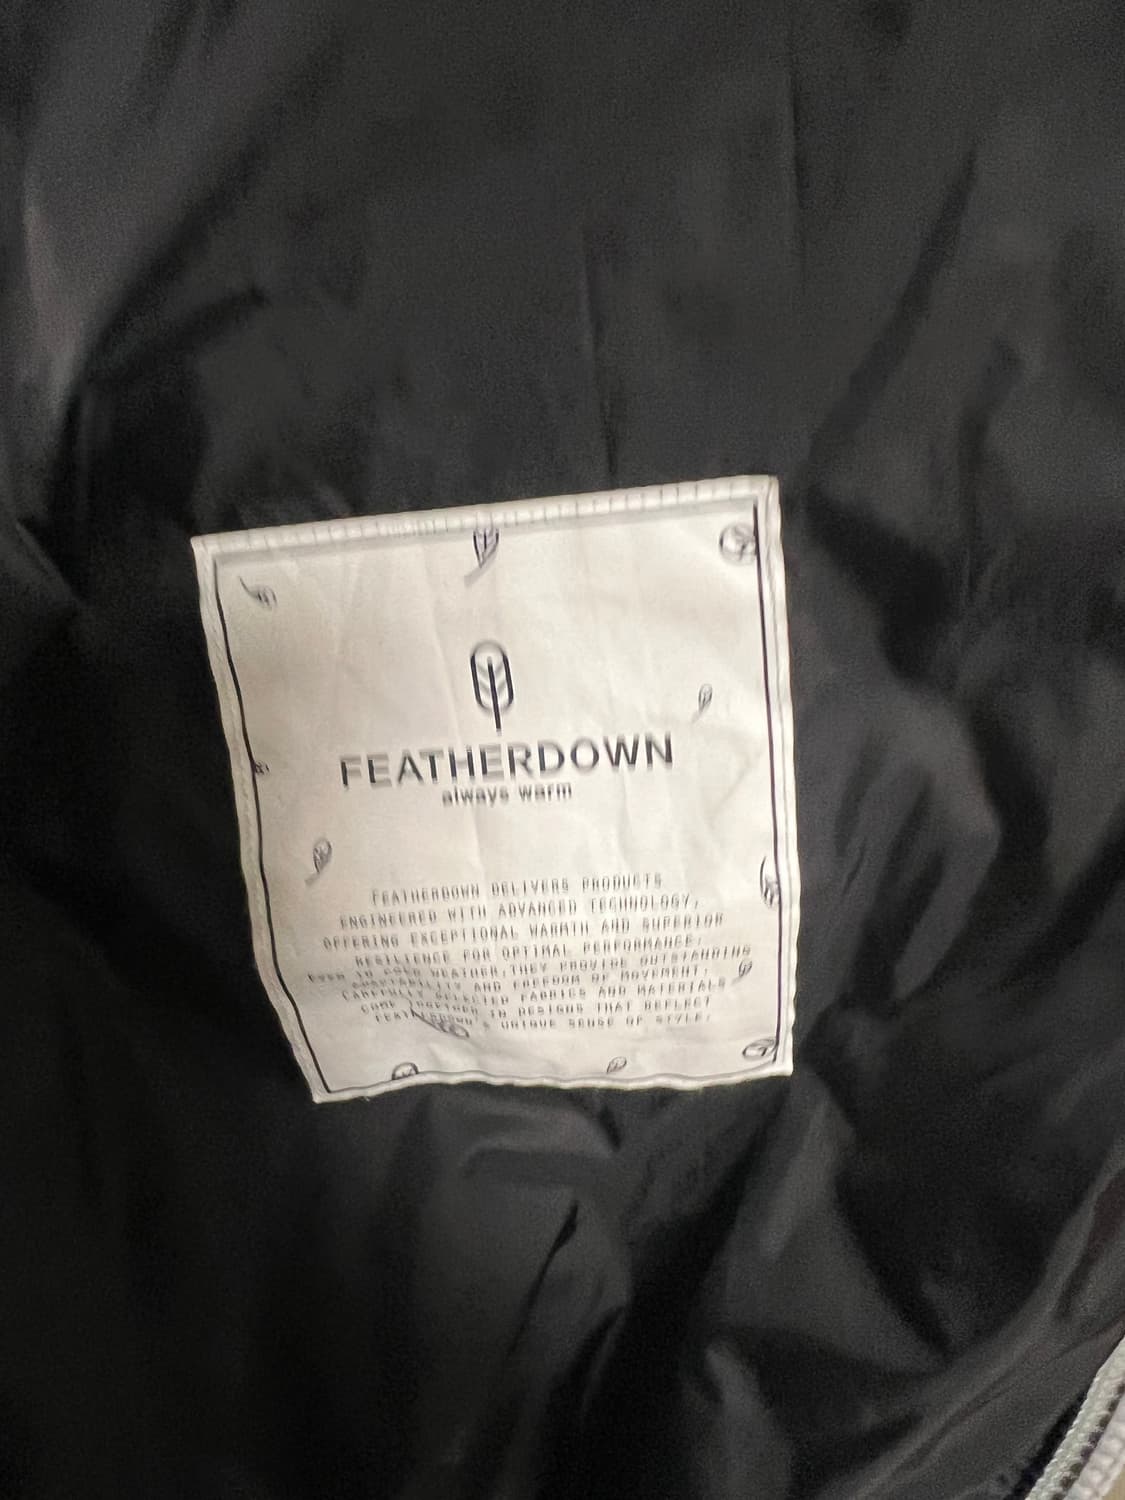 FEATHERDOWN
always warm
FEATHERDOWN DELIVERS PRODUCTS
ENGINEERED WITH ADVANCED TECHNOLOGY,
OFFERING EXCEPTIONAL WARMTH AND SUPERIOR
RESILIENCE FOR OPTIMAL PERFORMANCE.
EVEN IN COLD WEATHER, THEY PROVIDE OUTSTANDING
ADAPTABILITY AND FREEDOM OF MOVEMENT.
CAREFULLY SELECTED FABRICS AND MATERIALS
COME TOGETHER IN DESIGNS THAT REFLECT
FEATHERDOWN'S UNIQUE SENSE OF STYLE.